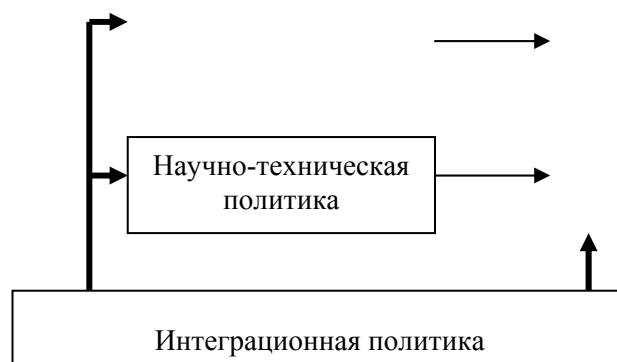 Научно-техническая
политика
Интеграционная политика